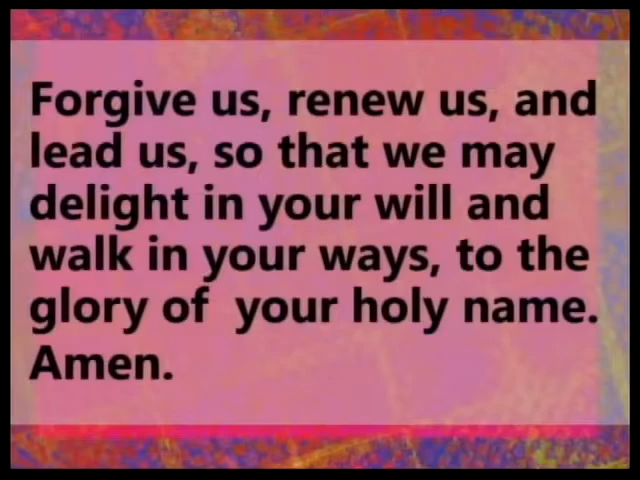 Forgive us, renew us, and
lead us, so that we may
delight in your will and
walk in your ways, to the
glory of  your holy name.
Amen.